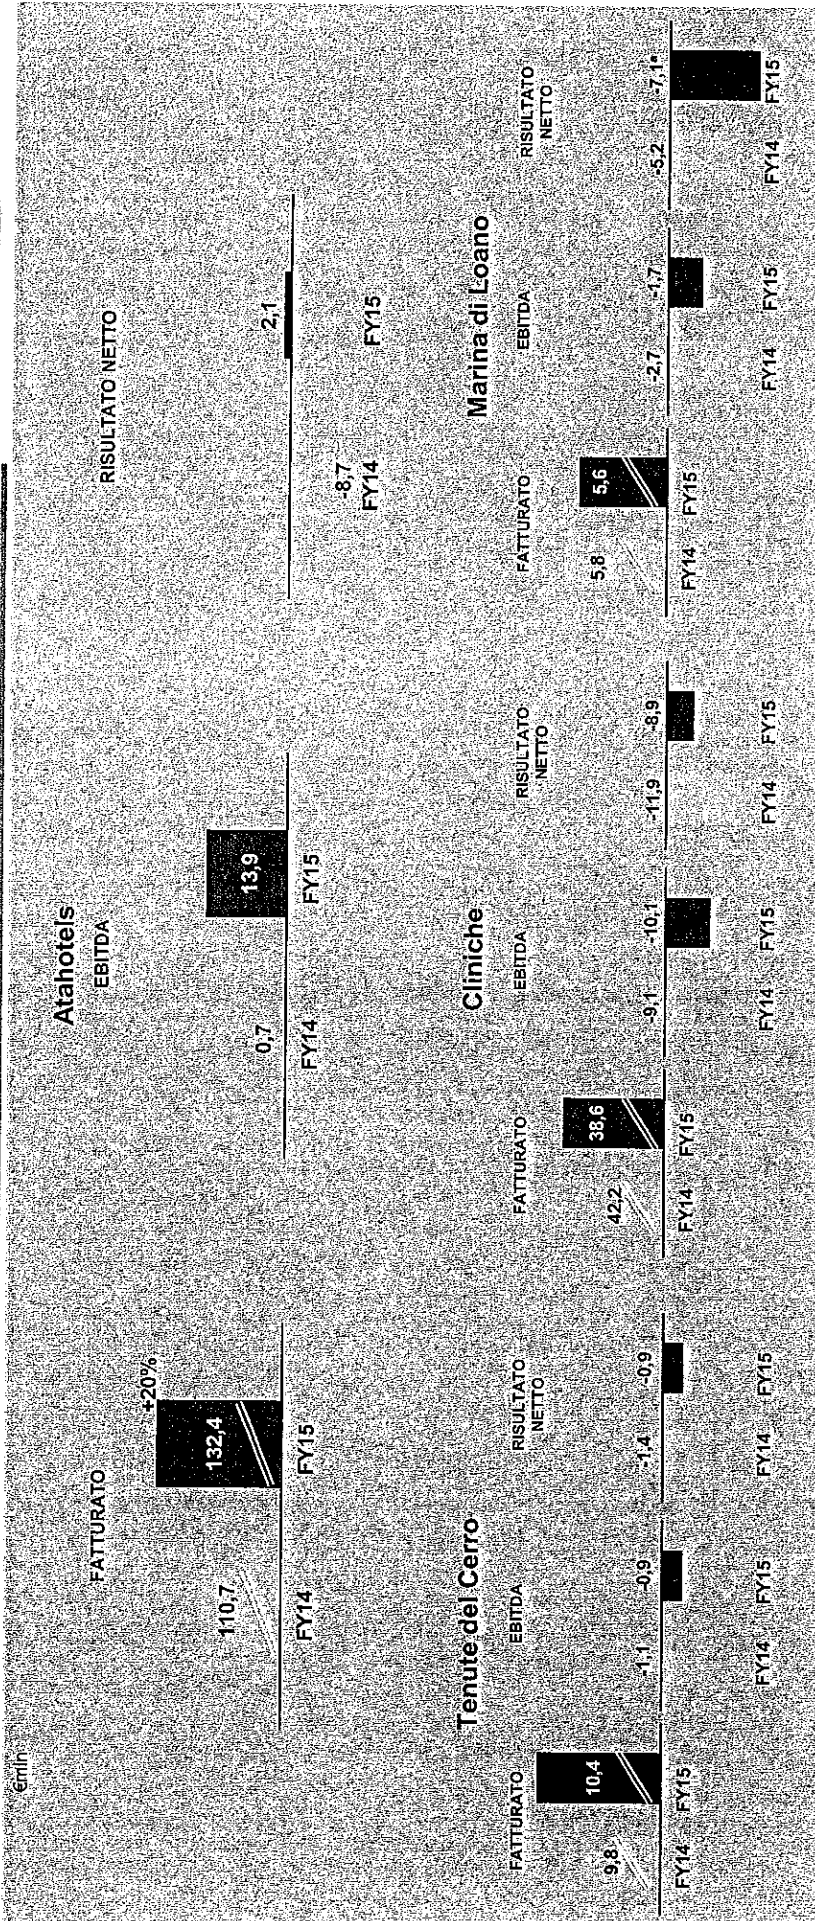 €mln
Atahotels
FATTURATO
110,7
132,4
+20%
FY14
FY15
EBITDA
0,7
13,9
FY14
FY15
RISULTATO NETTO
-8,7
2,1
FY14
FY15
Tenute del Cerro
FATTURATO
9,8
10,4
FY14
FY15
EBITDA
-1,1
-0,9
FY14
FY15
RISULTATO
NETTO
-1,4
-0,9
FY14
FY15
Cliniche
FATTURATO
42,2
38,6
FY14
FY15
EBITDA
-9,1
-10,1
FY14
FY15
RISULTATO
NETTO
-11,9
-8,9
FY14
FY15
Marina di Loano
FATTURATO
5,8
5,6
FY14
FY15
EBITDA
-2,7
-1,7
FY14
FY15
RISULTATO
NETTO
-5,2
-7,1*
FY14
FY15